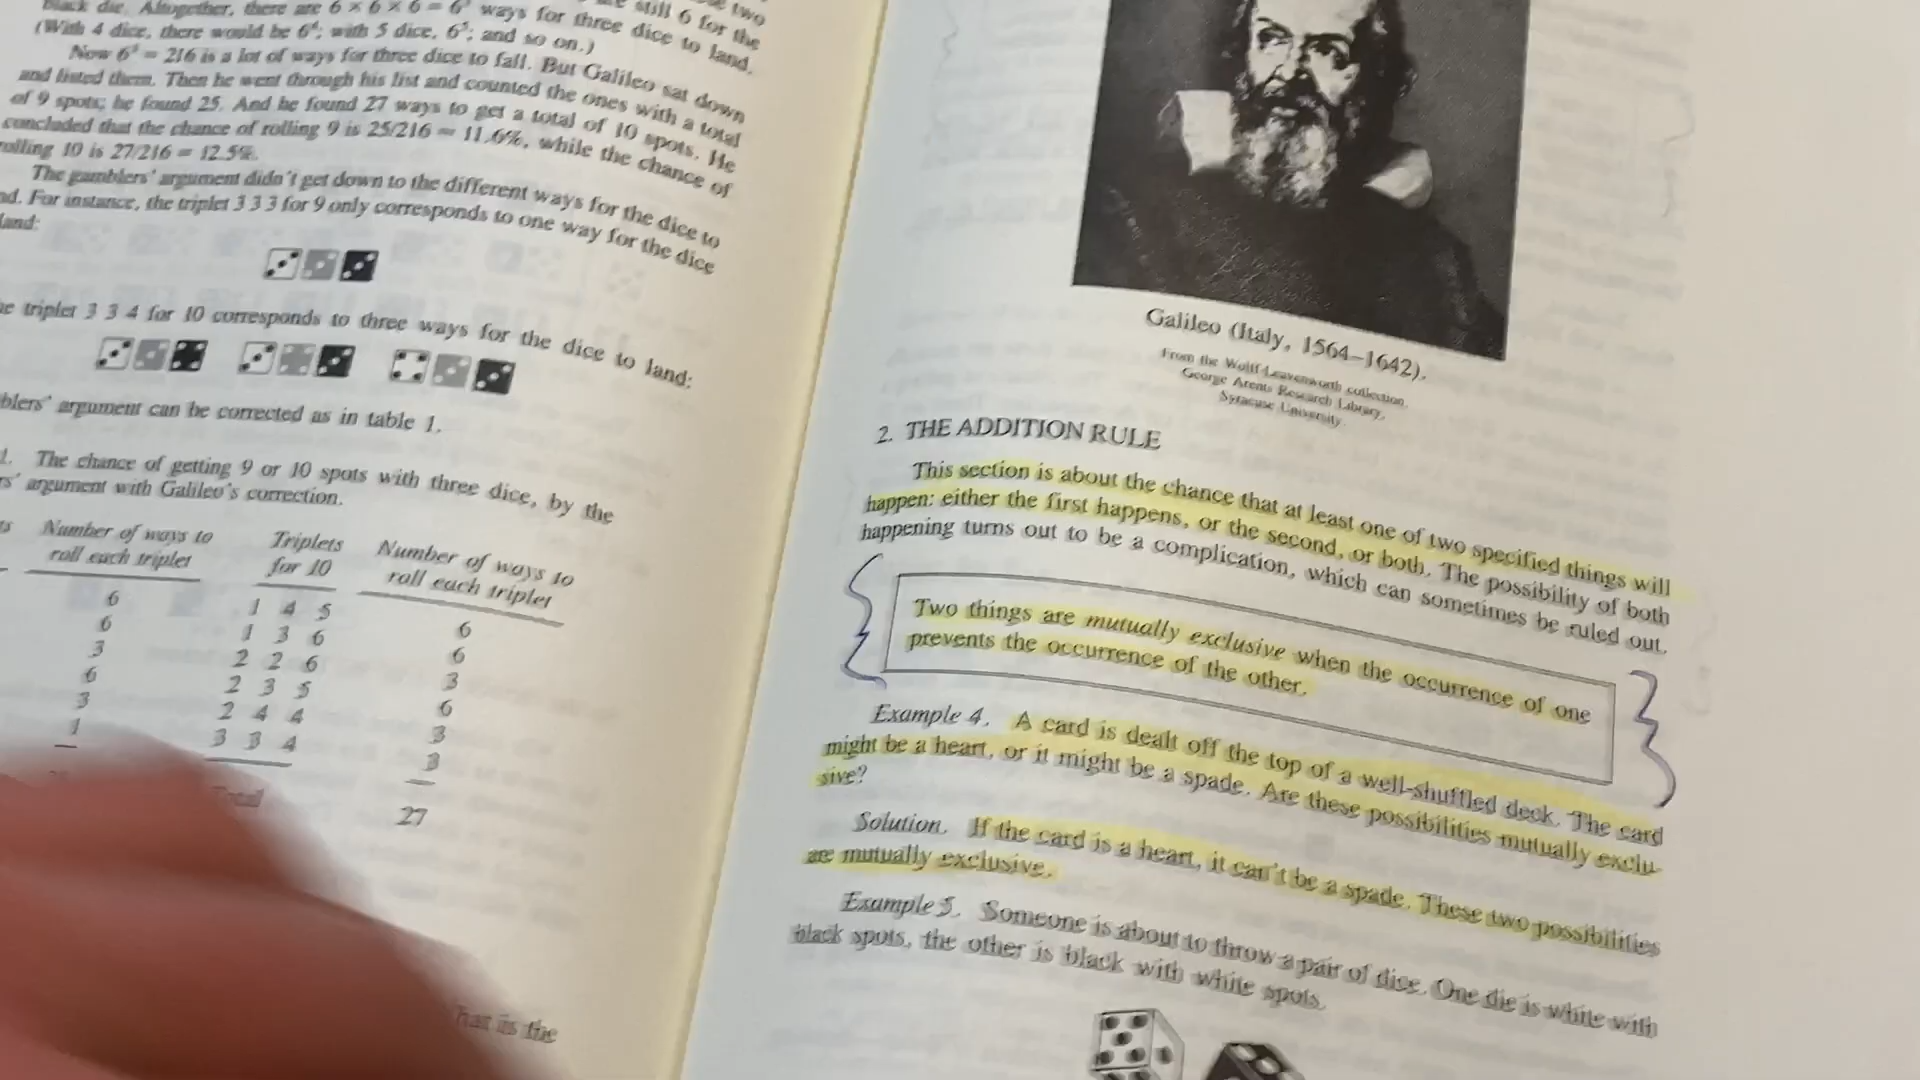 black die. Altogether, there are 6 × 6 × 6 = 6³ ways for three dice to land.
(With 4 dice, there would be 6⁴; with 5 dice, 6⁵; and so on.)
Now 6³ = 216 is a lot of ways for three dice to fall. But Galileo sat down
and listed them. Then he went through his list and counted the ones with a total
of 9 spots; he found 25. And he found 27 ways to get a total of 10 spots. He
concluded that the chance of rolling 9 is 25/216 = 11.6%, while the chance of
rolling 10 is 27/216 = 12.5%.
The gamblers' argument didn't get down to the different ways for the dice to
For instance, the triplet 3 3 3 for 9 only corresponds to one way for the dice
land:
triplet 3 3 4 for 10 corresponds to three ways for the dice to land:
argument can be corrected as in table 1.
1. The chance of getting 9 or 10 spots with three dice, by the
argument with Galileo's correction.
Number of ways to
roll each triplet
Triplets
for 10
Number of ways to
roll each triplet
6 1 4 5 6
6 1 3 6 6
3 2 2 6 3
6 2 3 5 6
3 2 4 4 3
1 3 3 4 3
27
is the
Galileo (Italy, 1564–1642).
From the Wolff-Leavenworth collection,
George Arents Research Library,
Syracuse University.
2. THE ADDITION RULE
This section is about the chance that at least one of two specified things will
happen: either the first happens, or the second, or both. The possibility of both
happening turns out to be a complication, which can sometimes be ruled out.
Two things are mutually exclusive when the occurrence of one
prevents the occurrence of the other.
Example 4. A card is dealt off the top of a well-shuffled deck. The card
might be a heart, or it might be a spade. Are these possibilities mutually exclu-
sive?
Solution. If the card is a heart, it can't be a spade. These two possibilities
are mutually exclusive.
Example 5. Someone is about to throw a pair of dice. One die is white with
black spots, the other is black with white spots.